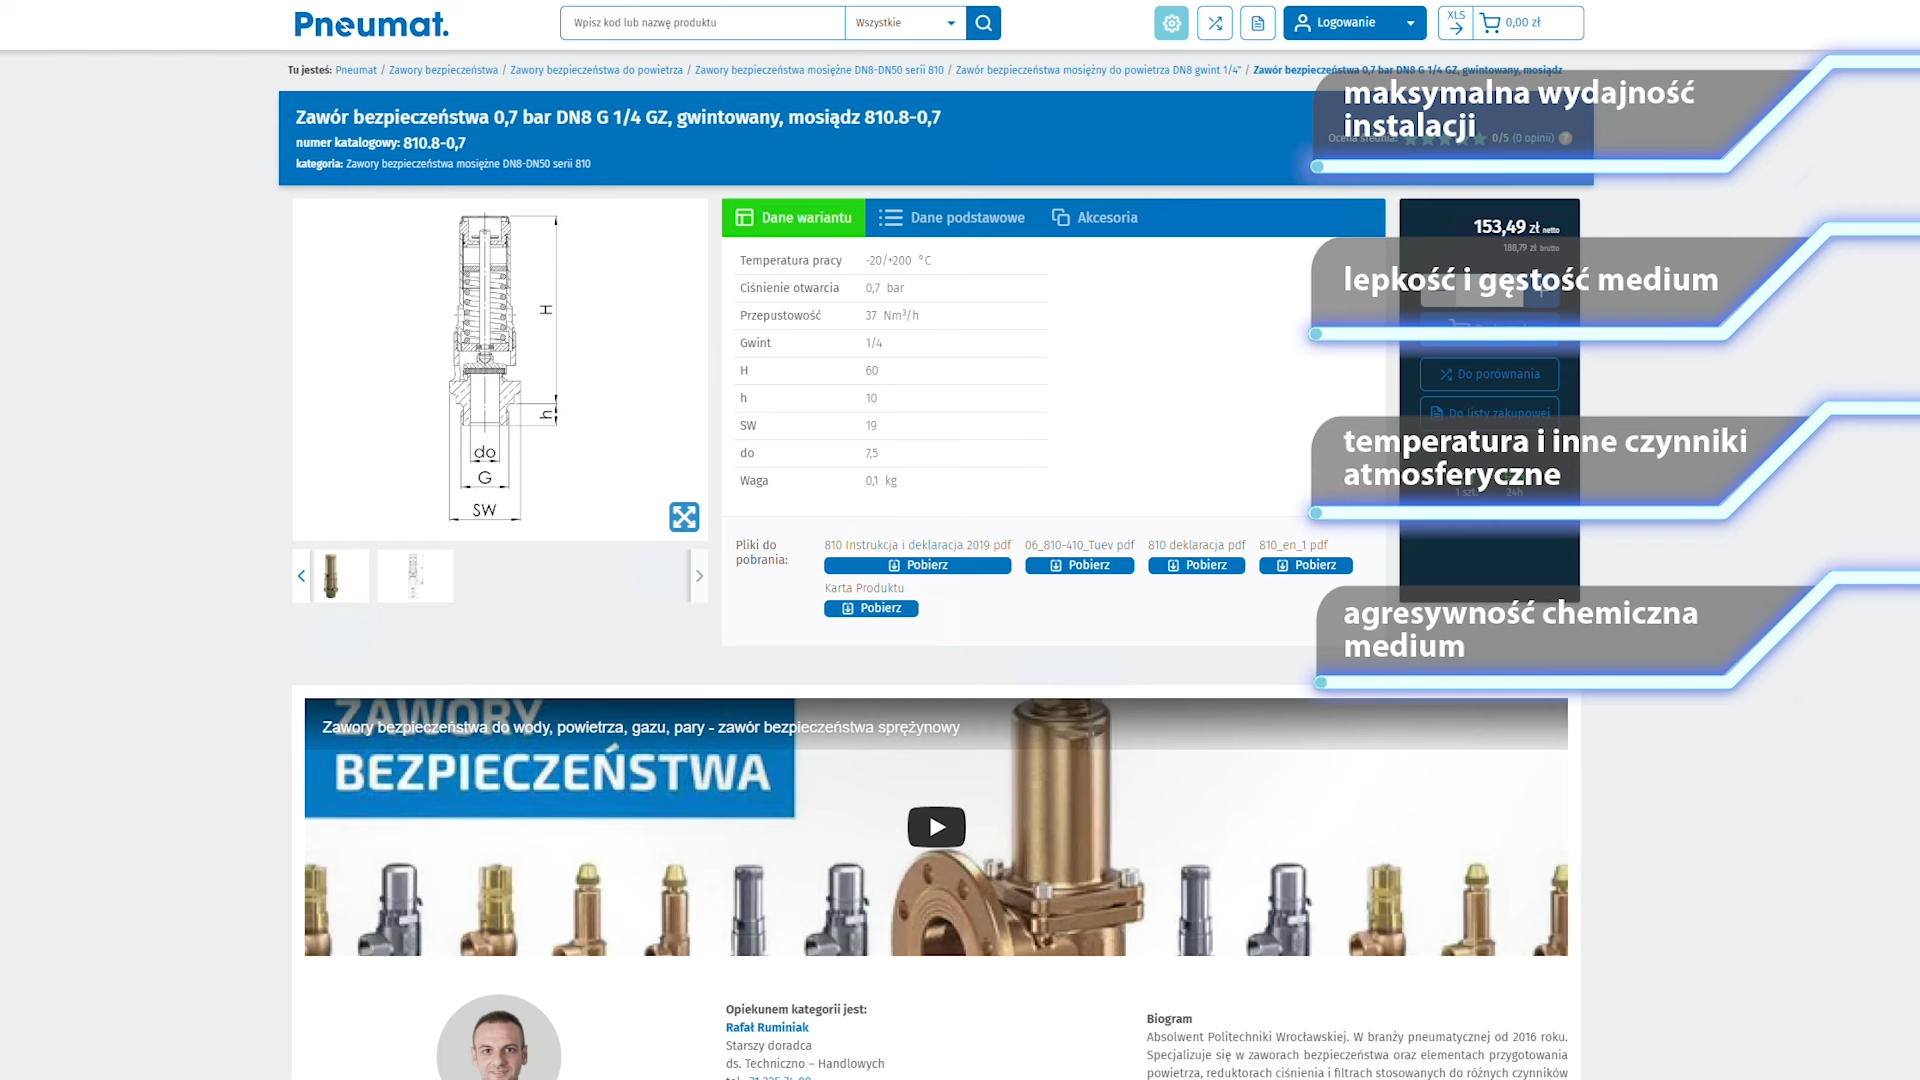 Pneumat.
Wpisz kod lub nazwę produktu
Wszystkie
Logowanie
XLS
0,00 zł
Tu jesteś: Pneumat / Zawory bezpieczeństwa / Zawory bezpieczeństwa do powietrza / Zawory bezpieczeństwa mosiężne DN8-DN50 serii 810 / Zawór bezpieczeństwa mosiężny do powietrza DN8 gwint 1/4" / Zawór bezpieczeństwa 0,7 bar DN8 G 1/4 GZ, gwintowany, mosiądz
Zawór bezpieczeństwa 0,7 bar DN8 G 1/4 GZ, gwintowany, mosiądz 810.8-0,7
numer katalogowy: 810.8-0,7
kategoria: Zawory bezpieczeństwa mosiężne DN8-DN50 serii 810
Ocena średnia: 0/5 (0 opinii) ?
maksymalna wydajność
instalacji
H
h
do
G
SW
Dane wariantu
Dane podstawowe
Akcesoria
Temperatura pracy -20/+200 °C
Ciśnienie otwarcia 0,7 bar
Przepustowość 37 Nm³/h
Gwint 1/4
H 60
h 10
SW 19
do 7,5
Waga 0,1 kg
153,49 zł netto
188,79 zł brutto
lepkość i gęstość medium
Do porównania
Do listy zakupowej
temperatura i inne czynniki
atmosferyczne
1 szt. 24h
agresywność chemiczna
medium
Pliki do
pobrania:
810 Instrukcja i deklaracja 2019 pdf
Pobierz
06_810-410_Tuev pdf
Pobierz
810 deklaracja pdf
Pobierz
810_en_1 pdf
Pobierz
Karta Produktu
Pobierz
ZAWORY
BEZPIECZEŃSTWA
Zawory bezpieczeństwa do wody, powietrza, gazu, pary - zawór bezpieczeństwa sprężynowy
Opiekunem kategorii jest:
Rafał Ruminiak
Starszy doradca
ds. Techniczno – Handlowych
Biogram
Absolwent Politechniki Wrocławskiej. W branży pneumatycznej od 2016 roku.
Specjalizuje się w zaworach bezpieczeństwa oraz elementach przygotowania
powietrza, reduktorach ciśnienia i filtrach stosowanych do różnych czynników